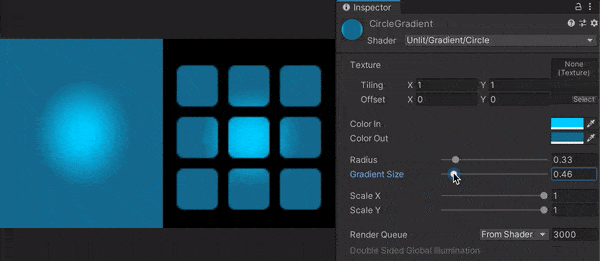 Inspector
CircleGradient
Shader Unlit/Gradient/Circle
Texture
None
(Texture)
Tiling X 1 Y 1
Offset X 0 Y 0
Select
Color In
Color Out
Radius 0.33
Gradient Size 0.46
Scale X 1
Scale Y 1
Render Queue From Shader 3000
Double Sided Global Illumination